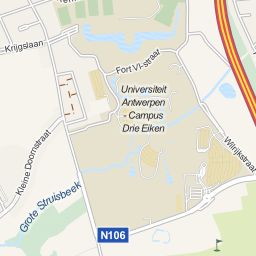 Krijgslaan
Fort VI-straat
Universiteit
Antwerpen
- Campus
Drie Eiken
Wilrijkstraat
Kleine Doornstraat
Grote Struisbeek
N106